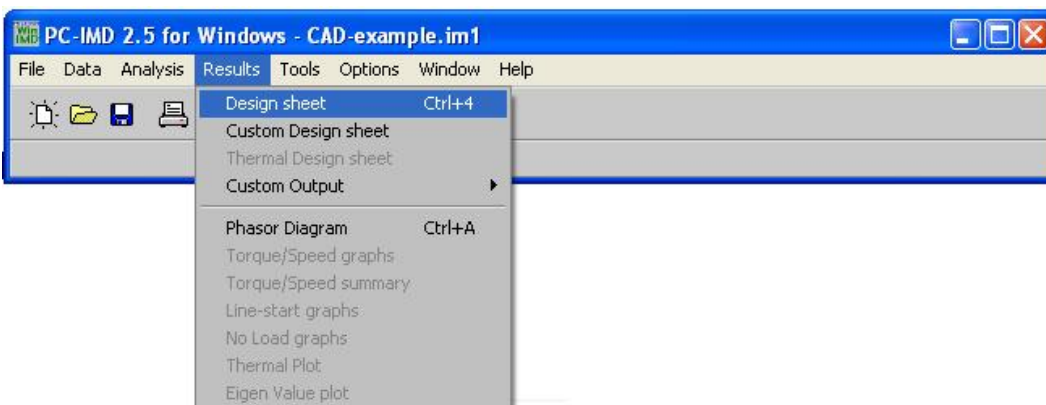 PC-IMD 2.5 for Windows - CAD-example.im1
File Data Analysis Results Tools Options Window Help
Design sheet Ctrl+4
Custom Design sheet
Thermal Design sheet
Custom Output
Phasor Diagram Ctrl+A
Torque/Speed graphs
Torque/Speed summary
Line-start graphs
No Load graphs
Thermal Plot
Eigen Value plot